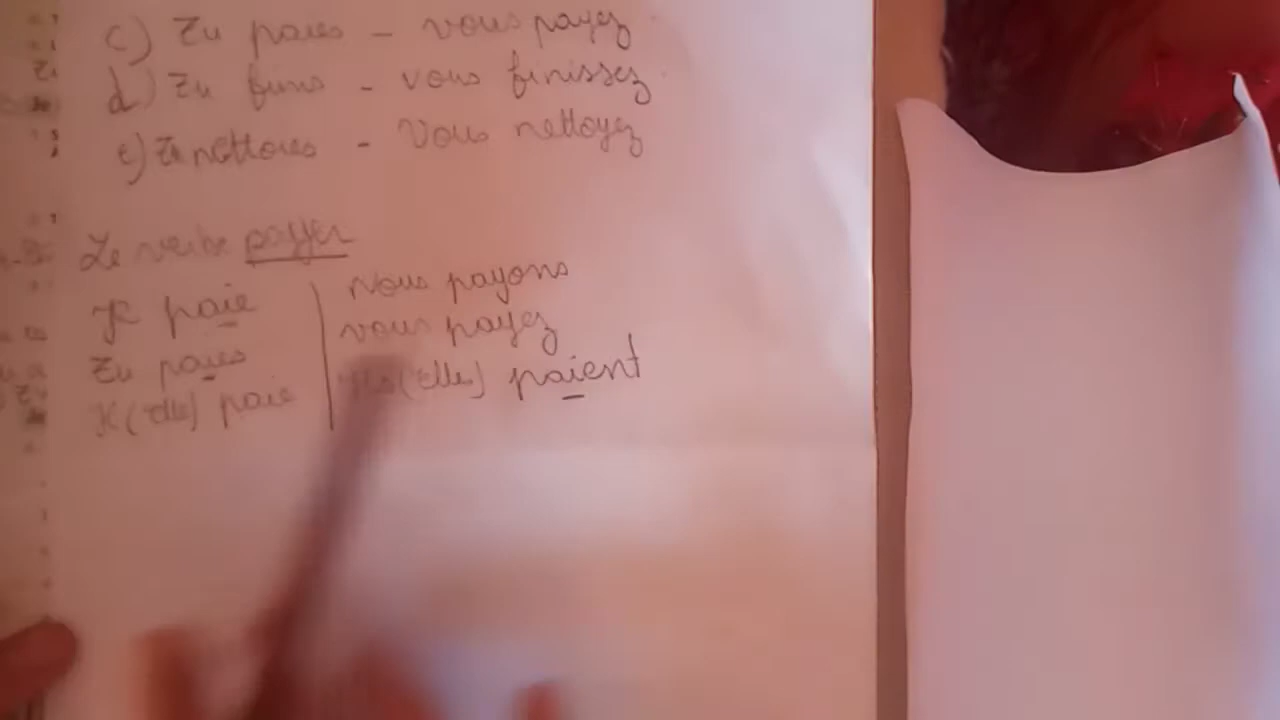 c) Tu paies - vous payez
d) Tu finis - vous finissez
e) Tu nettoies - Vous nettoyez
Le verbe payer
Je paie
Tu paies
Il (elle) paie
Nous payons
vous payez
Ils (elles) paient